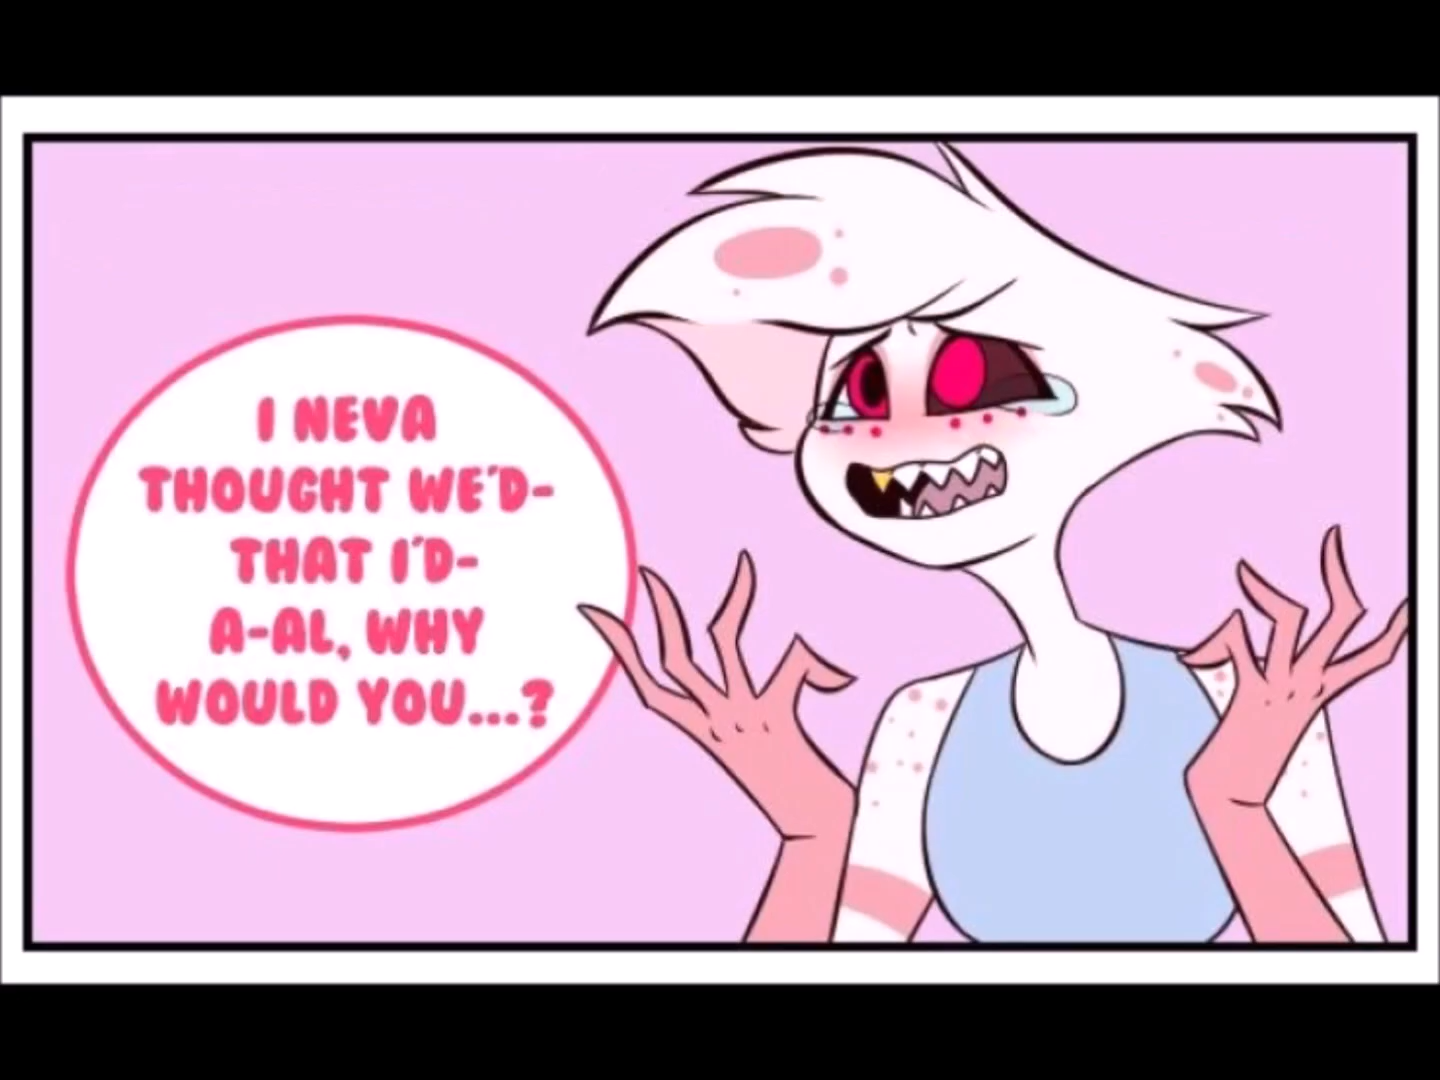 I NEVA
THOUGHT WE'D-
THAT I'D-
A-AL, WHY
WOULD YOU...?